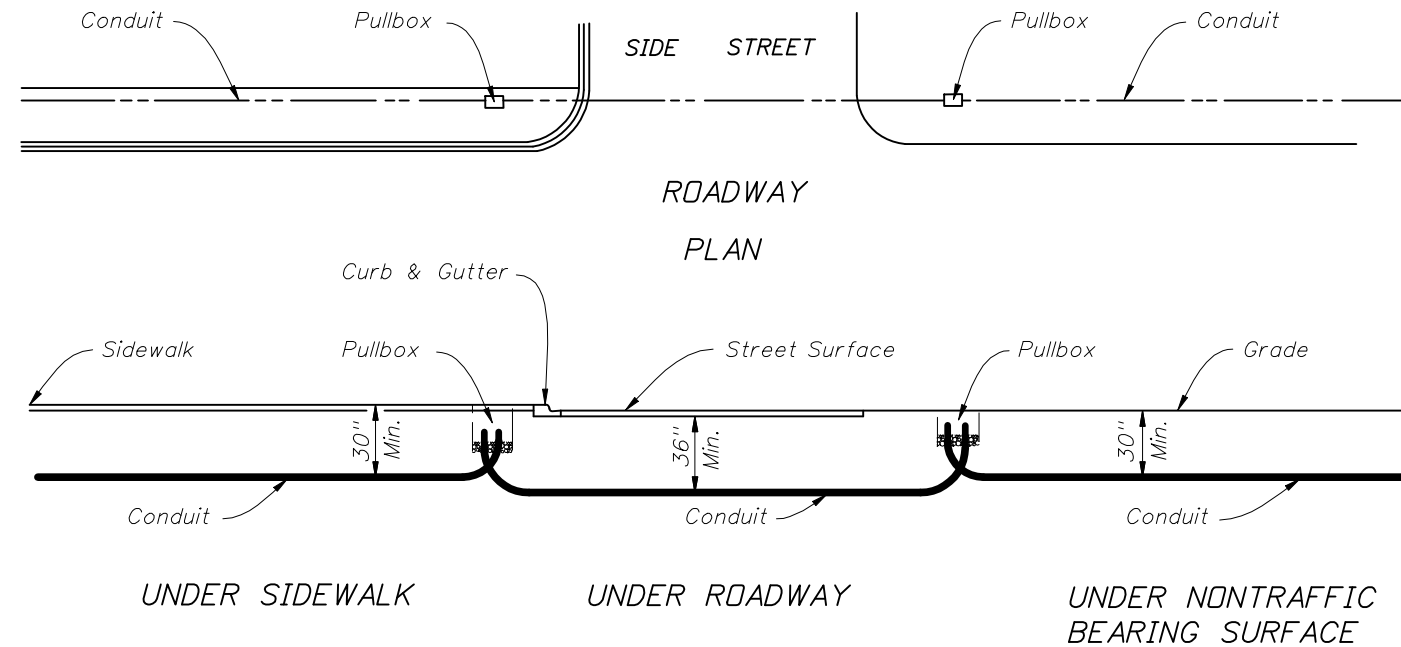 Conduit
Pullbox
SIDE STREET
Pullbox
Conduit
ROADWAY
PLAN
Curb & Gutter
Sidewalk
Pullbox
Street Surface
Pullbox
Grade
30" Min.
36" Min.
30" Min.
Conduit
Conduit
Conduit
UNDER SIDEWALK
UNDER ROADWAY
UNDER NONTRAFFIC
BEARING SURFACE